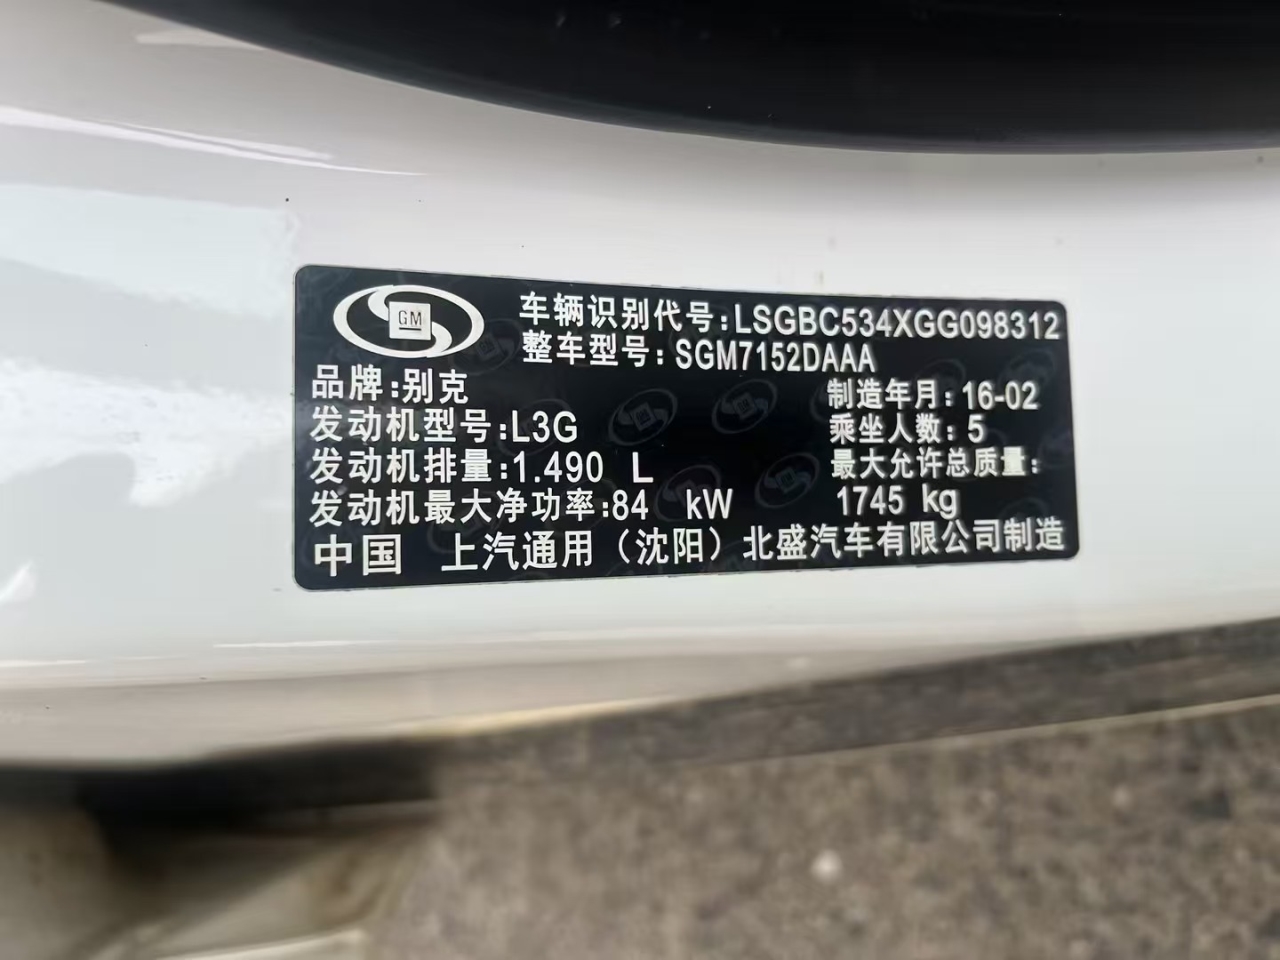 GM
车辆识别代号:LSGBC534XGG098312
整车型号:SGM7152DAAA
品牌:别克
制造年月:16-02
发动机型号:L3G
乘坐人数:5
发动机排量:1.490 L
最大允许总质量:
1745 kg
发动机最大净功率:84 kW
中国 上汽通用(沈阳)北盛汽车有限公司制造